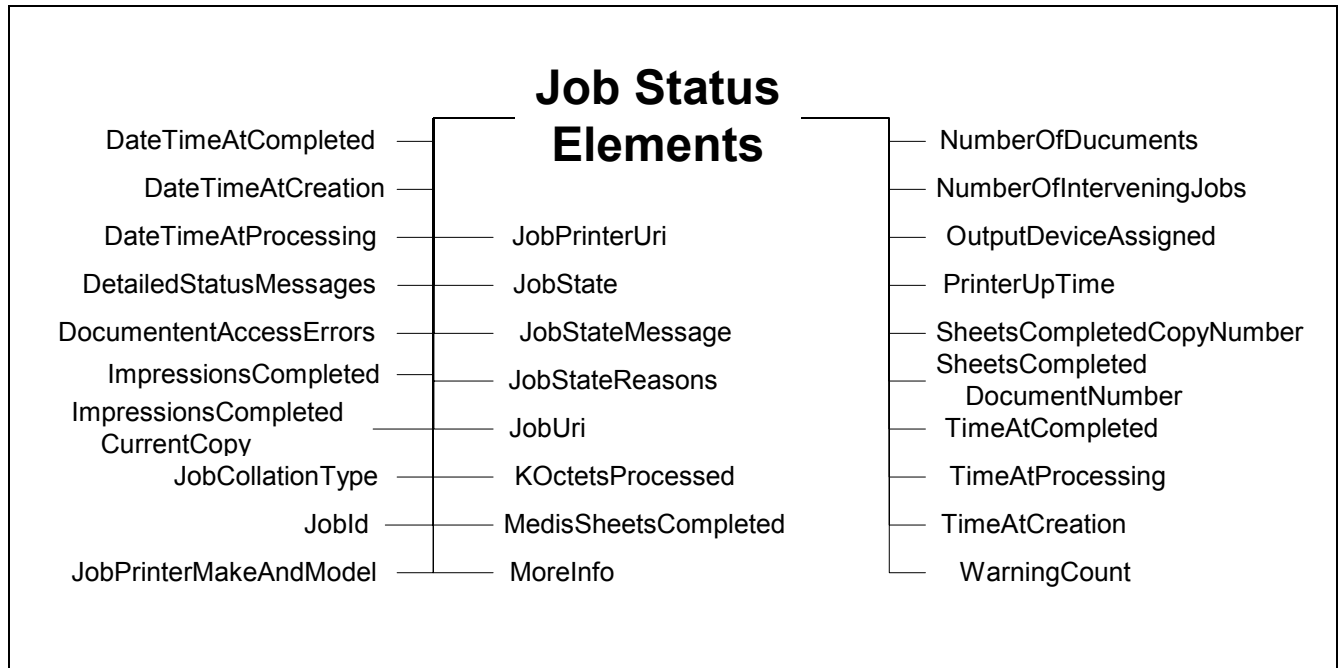 Job Status
Elements
DateTimeAtCompleted
DateTimeAtCreation
DateTimeAtProcessing
DetailedStatusMessages
DocumententAccessErrors
ImpressionsCompleted
ImpressionsCompleted
CurrentCopy
JobCollationType
JobId
JobPrinterMakeAndModel
JobPrinterUri
JobState
JobStateMessage
JobStateReasons
JobUri
KOctetsProcessed
MedisSheetsCompleted
MoreInfo
NumberOfDucuments
NumberOfInterveningJobs
OutputDeviceAssigned
PrinterUpTime
SheetsCompletedCopyNumber
SheetsCompleted
DocumentNumber
TimeAtCompleted
TimeAtProcessing
TimeAtCreation
WarningCount